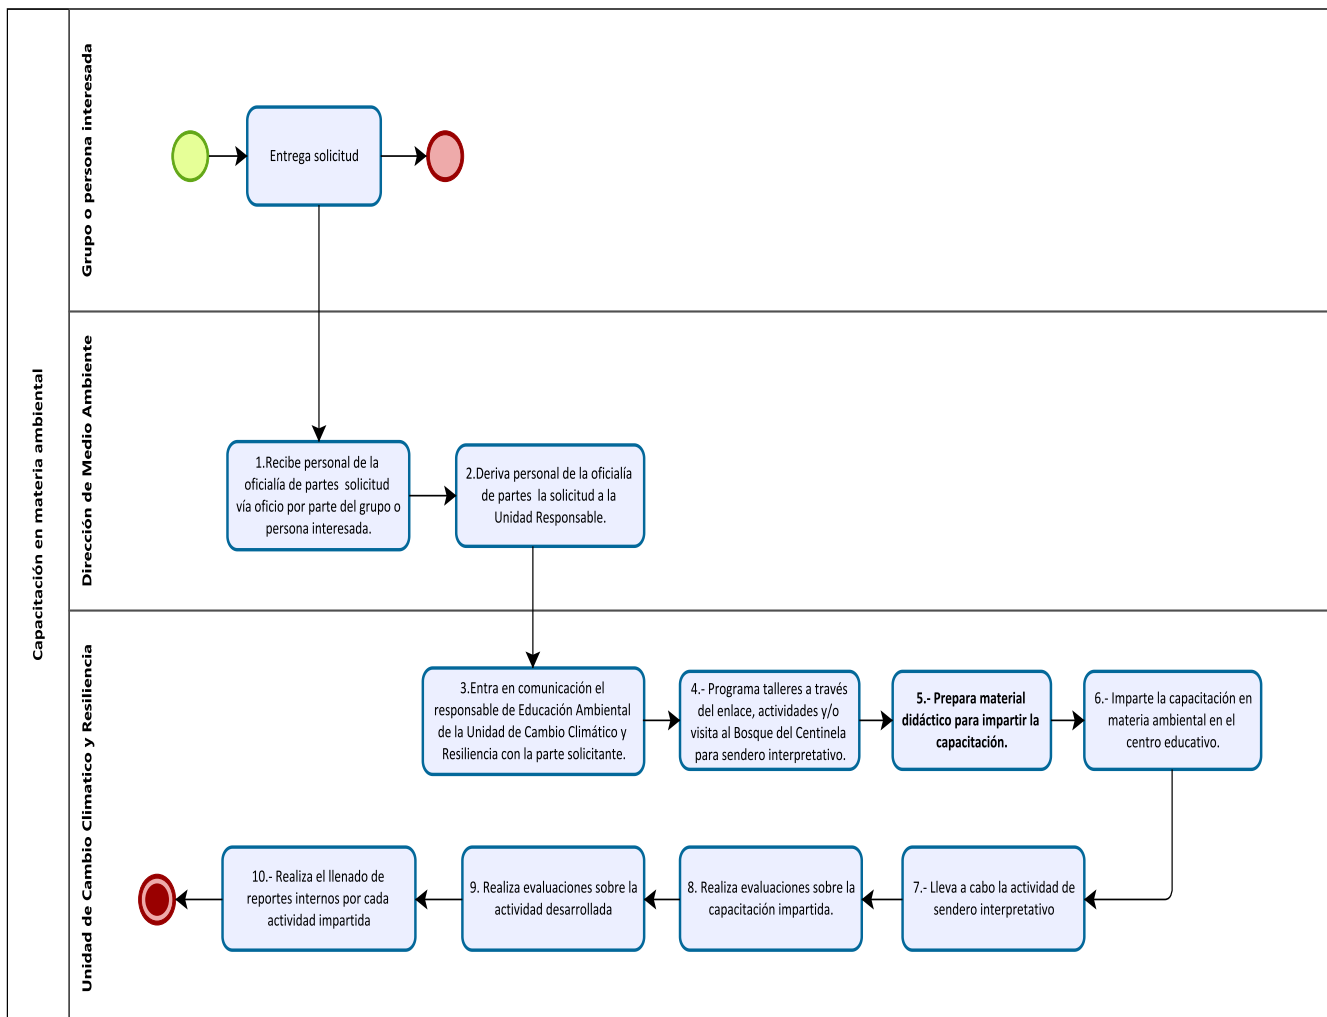 Capacitación en materia ambiental
Grupo o persona interesada
Entrega solicitud
Dirección de Medio Ambiente
1.Recibe personal de la
oficialía de partes solicitud
vía oficio por parte del grupo o
persona interesada.
2.Deriva personal de la oficialía
de partes la solicitud a la
Unidad Responsable.
Unidad de Cambio Climatico y Resiliencia
3.Entra en comunicación el
responsable de Educación Ambiental
de la Unidad de Cambio Climático y
Resiliencia con la parte solicitante.
4.- Programa talleres a través
del enlace, actividades y/o
visita al Bosque del Centinela
para sendero interpretativo.
5.- Prepara material
didáctico para impartir la
capacitación.
6.- Imparte la capacitación en
materia ambiental en el
centro educativo.
7.- Lleva a cabo la actividad de
sendero interpretativo
8. Realiza evaluaciones sobre la
capacitación impartida.
9. Realiza evaluaciones sobre la
actividad desarrollada
10.- Realiza el llenado de
reportes internos por cada
actividad impartida